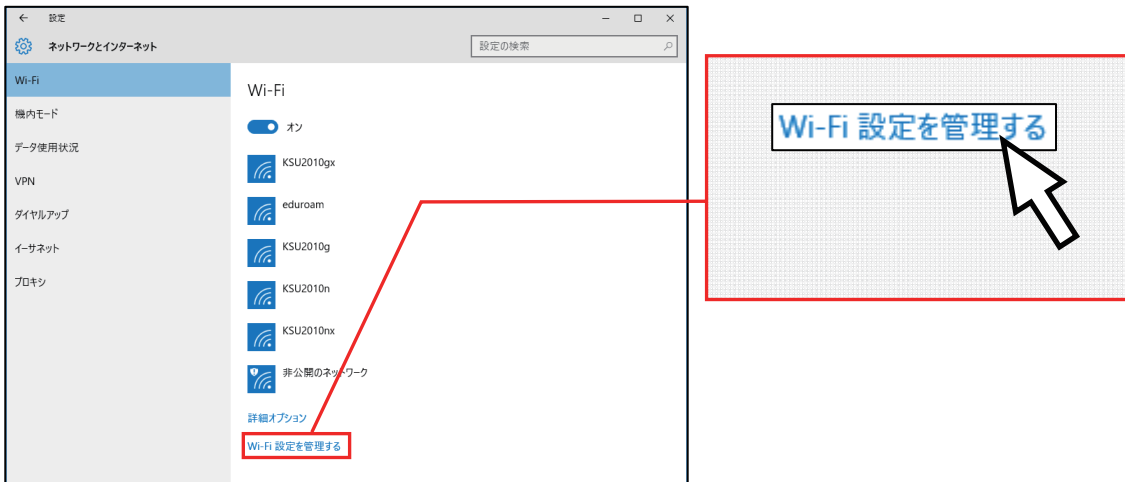 設定
ネットワークとインターネット
設定の検索
Wi-Fi
機内モード
データ使用状況
VPN
ダイヤルアップ
イーサネット
プロキシ
Wi-Fi
オン
KSU2010gx
eduroam
KSU2010g
KSU2010n
KSU2010nx
非公開のネットワーク
詳細オプション
Wi-Fi 設定を管理する
Wi-Fi 設定を管理する